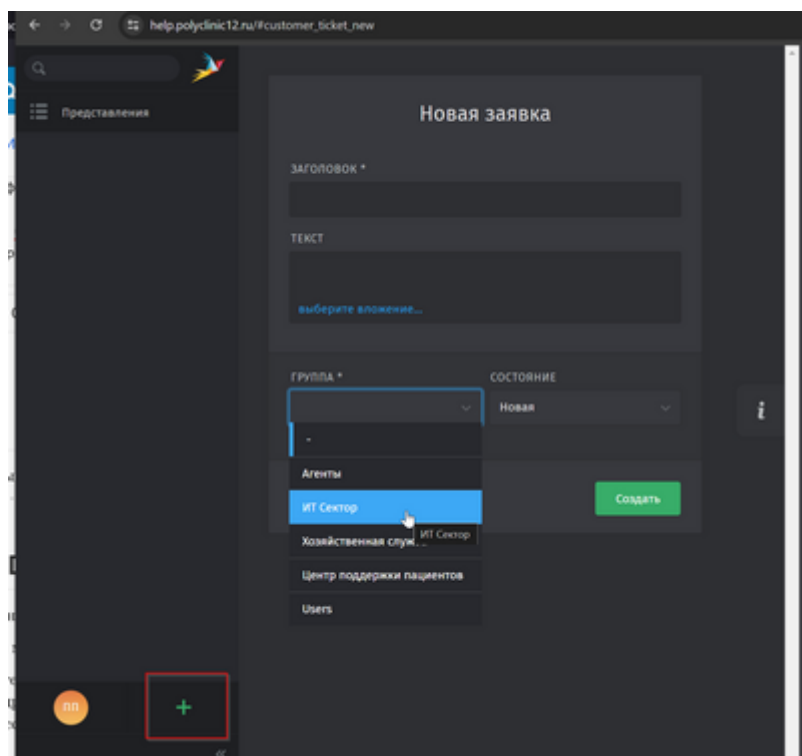 help.polyclinic12.ru/#customer_ticket_new
Представления
Новая заявка
ЗАГОЛОВОК *
ТЕКСТ
выберите вложение...
ГРУППА *
СОСТОЯНИЕ
Новая
-
Агенты
ИТ Сектор
ИТ Сектор
Хозяйственная
Центр поддержки пациентов
Users
Создать
i
ПП
+
«